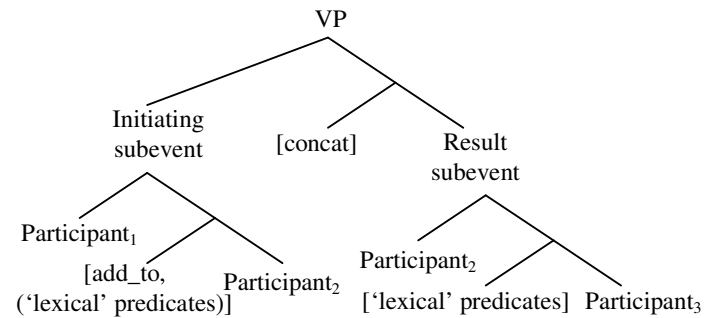 VP
Initiating
subevent
[concat]
Result
subevent
Participant₁
[add_to,
(‘lexical’ predicates)]
Participant₂
Participant₂
[‘lexical’ predicates]
Participant₃